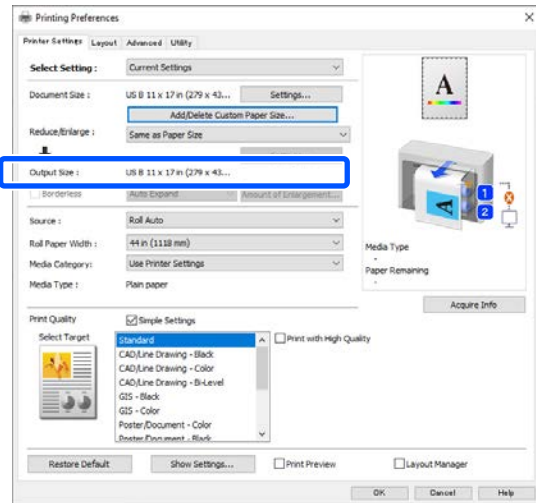 Printing Preferences
Printer Settings Layout Advanced Utility
Select Setting : Current Settings
Document Size : US B 11 x 17 in (279 x 43... Settings...
Add/Delete Custom Paper Size...
Reduce/Enlarge : Same as Paper Size
Output Size : US B 11 x 17 in (279 x 43...
Borderless Auto Expand Amount of Enlargement...
Source : Roll Auto
Roll Paper Width : 44 in (1118 mm)
Media Category: Use Printer Settings
Media Type : Plain paper
A
1
2
Media Type
-
Paper Remaining
-
Acquire Info
Print Quality Simple Settings
Select Target
Standard
CAD/Line Drawing - Black
CAD/Line Drawing - Color
CAD/Line Drawing - Bi-Level
GIS - Black
GIS - Color
Poster/Document - Color
Poster/Document - Black
Print with High Quality
Restore Default Show Settings... Print Preview Layout Manager
OK Cancel Help